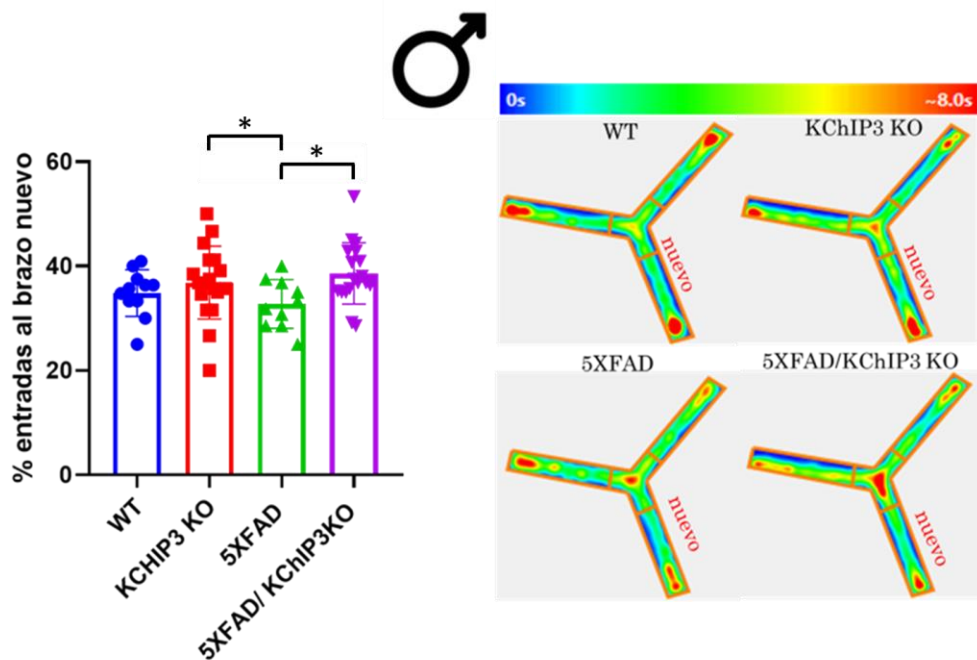 % entradas al brazo nuevo
60
40
20
0
*
*
WT
KCHIP3 KO
5XFAD
5XFAD/ KChIP3KO
0s
~8.0s
WT
KChIP3 KO
nuevo
nuevo
5XFAD
5XFAD/KChIP3 KO
nuevo
nuevo